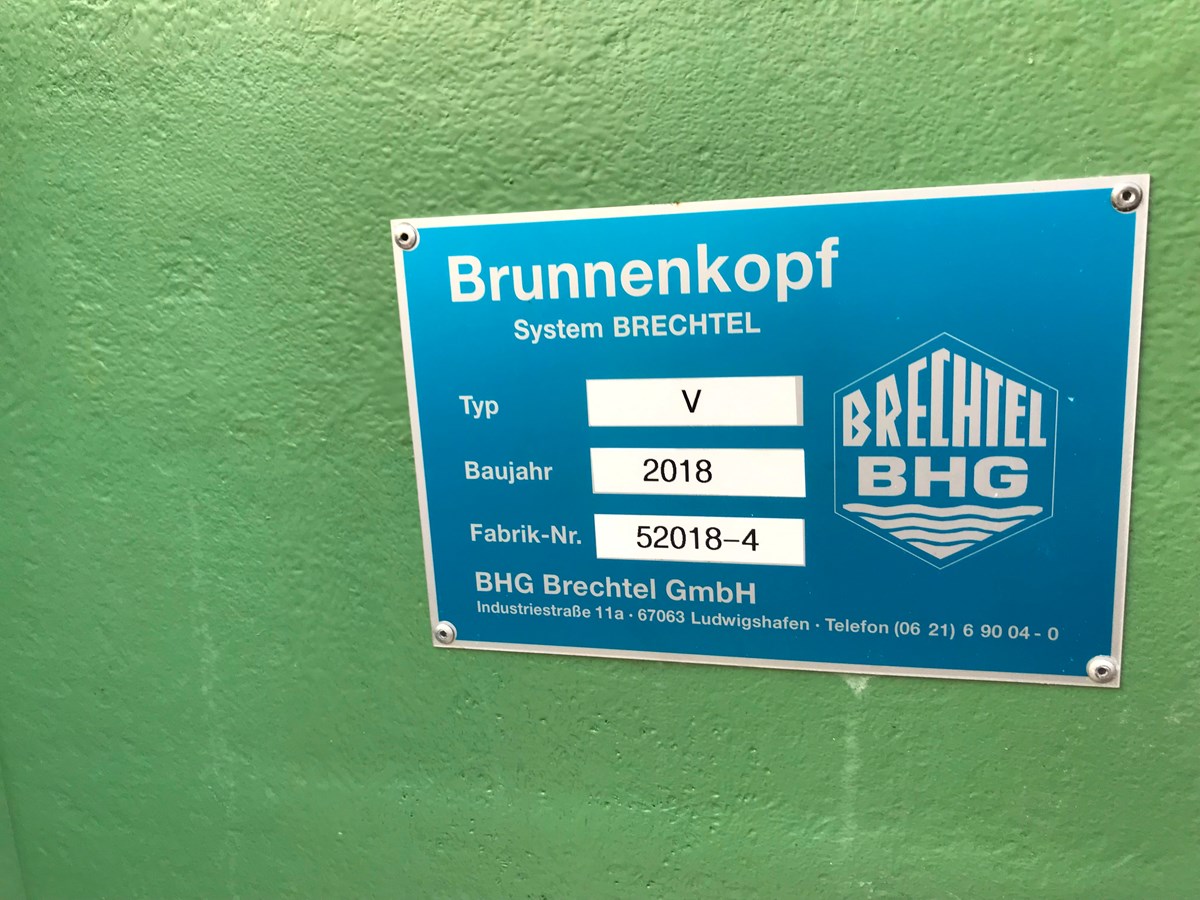 Brunnenkopf
System BRECHTEL
Typ V
Baujahr 2018
Fabrik-Nr. 52018-4
BRECHTEL
BHG
BHG Brechtel GmbH
Industriestraße 11a · 67063 Ludwigshafen · Telefon (06 21) 6 90 04 - 0